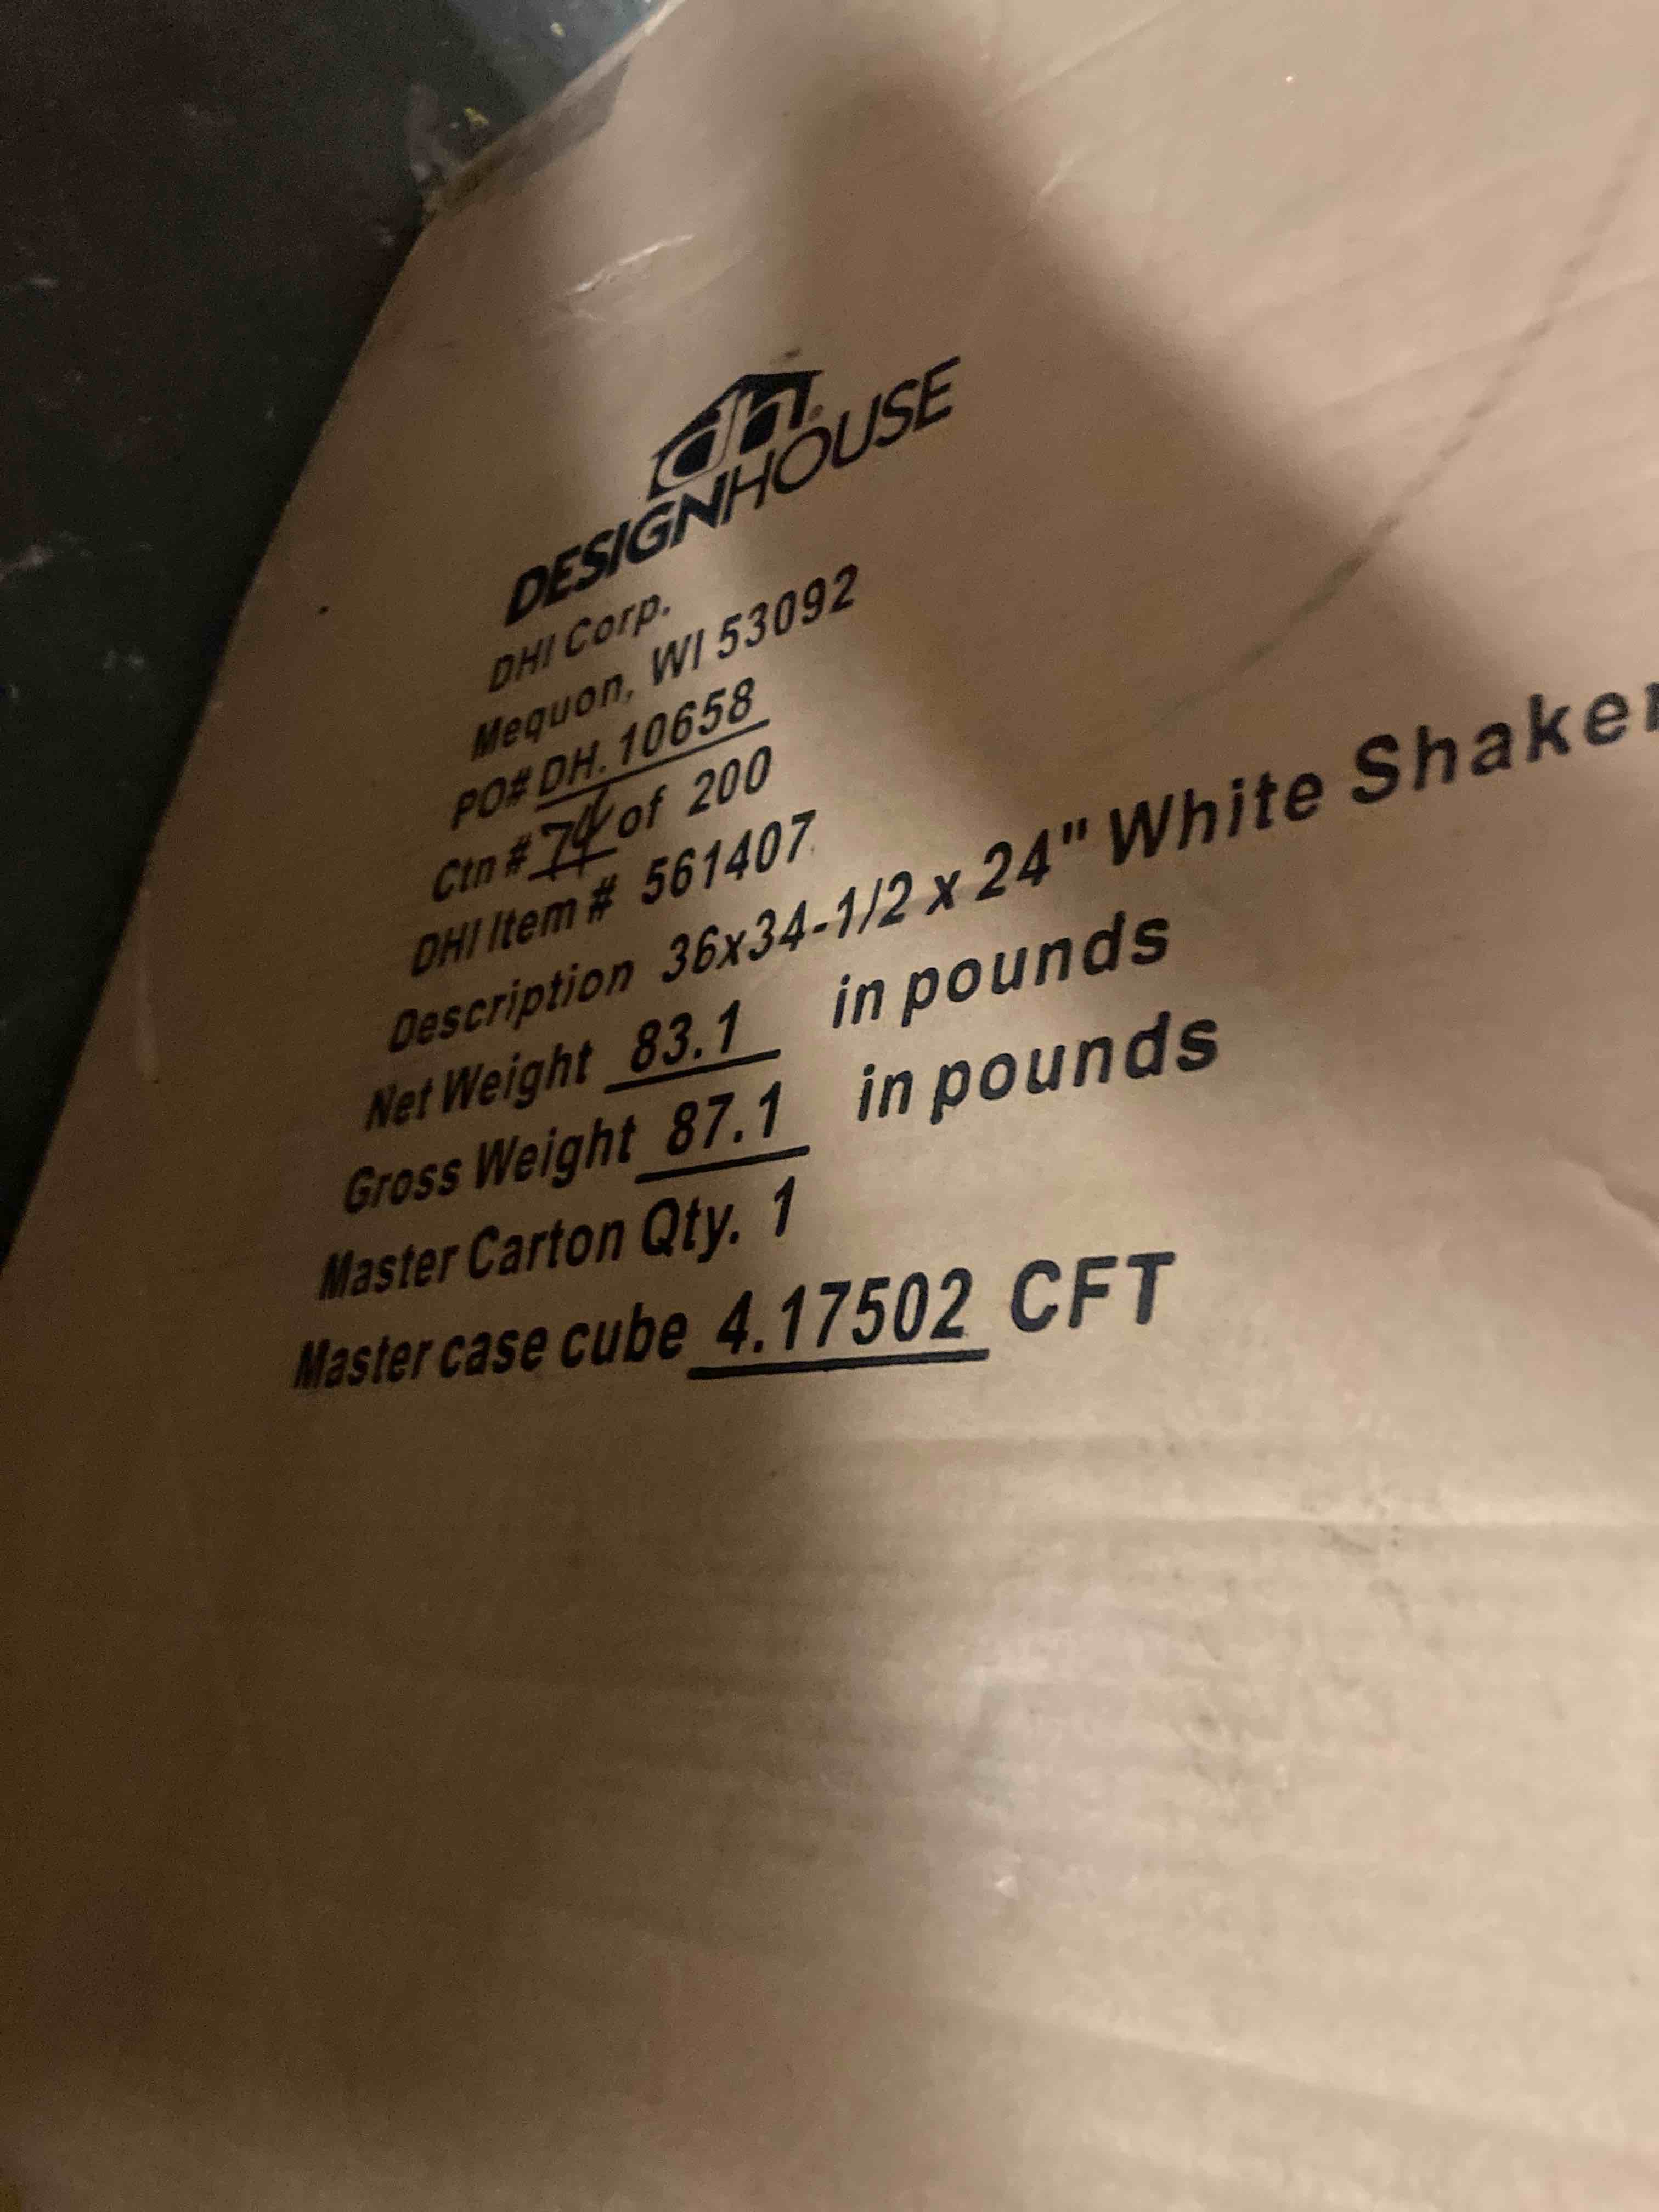 dh
DESIGNHOUSE
DHI Corp.
Mequon, WI 53092
PO# DH. 10658
Ctn # 74 of 200
DHI Item # 561407
Description 36x34-1/2 x 24" White Shaker
Net Weight 83.1 in pounds
Gross Weight 87.1 in pounds
Master Carton Qty. 1
Master case cube 4.17502 CFT